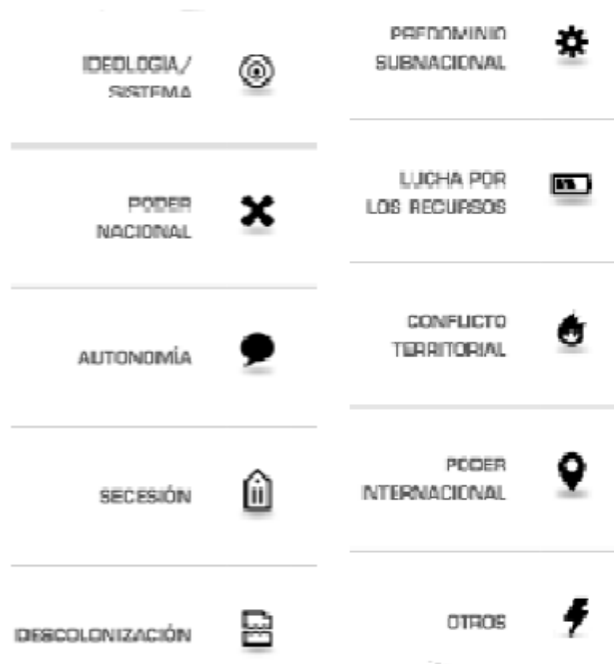 IDEOLOGIA/
SISTEMA
PODER
NACIONAL
AUTONOMÍA
SECESIÓN
DESCOLONIZACIÓN
PREDOMINIO
SUBNACIONAL
LUCHA POR
LOS RECURSOS
CONFLICTO
TERRITORIAL
PODER
INTERNACIONAL
OTROS